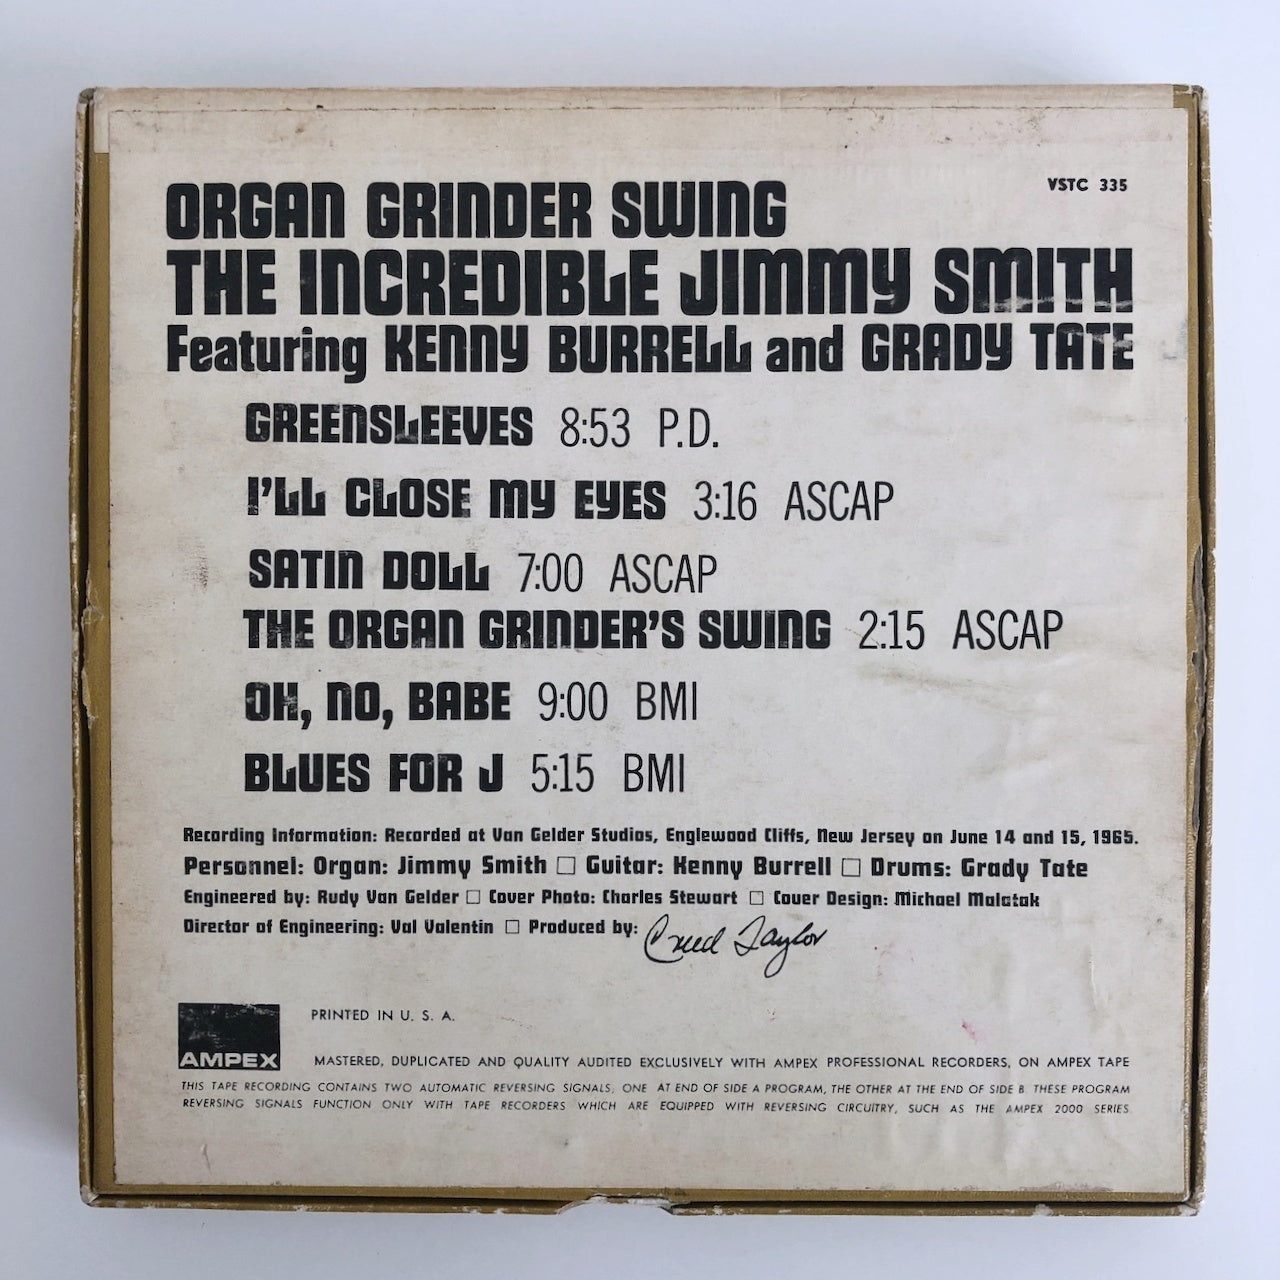 VSTC 335
ORGAN GRINDER SWING
THE INCREDIBLE JIMMY SMITH
Featuring KENNY BURRELL and GRADY TATE
GREENSLEEVES 8:53 P.D.
I'LL CLOSE MY EYES 3:16 ASCAP
SATIN DOLL 7:00 ASCAP
THE ORGAN GRINDER'S SWING 2:15 ASCAP
OH, NO, BABE 9:00 BMI
BLUES FOR J 5:15 BMI
Recording Information: Recorded at Van Gelder Studios, Englewood Cliffs, New Jersey on June 14 and 15, 1965.
Personnel: Organ: Jimmy Smith □ Guitar: Kenny Burrell □ Drums: Grady Tate
Engineered by: Rudy Van Gelder □ Cover Photo: Charles Stewart □ Cover Design: Michael Malatak
Director of Engineering: Val Valentin □ Produced by: Creed Taylor
PRINTED IN U. S. A.
AMPEX
MASTERED, DUPLICATED AND QUALITY AUDITED EXCLUSIVELY WITH AMPEX PROFESSIONAL RECORDERS, ON AMPEX TAPE
THIS TAPE RECORDING CONTAINS TWO AUTOMATIC REVERSING SIGNALS, ONE AT END OF SIDE A PROGRAM, THE OTHER AT THE END OF SIDE B. THESE PROGRAM
REVERSING SIGNALS FUNCTION ONLY WITH TAPE RECORDERS WHICH ARE EQUIPPED WITH REVERSING CIRCUITRY, SUCH AS THE AMPEX 2000 SERIES.